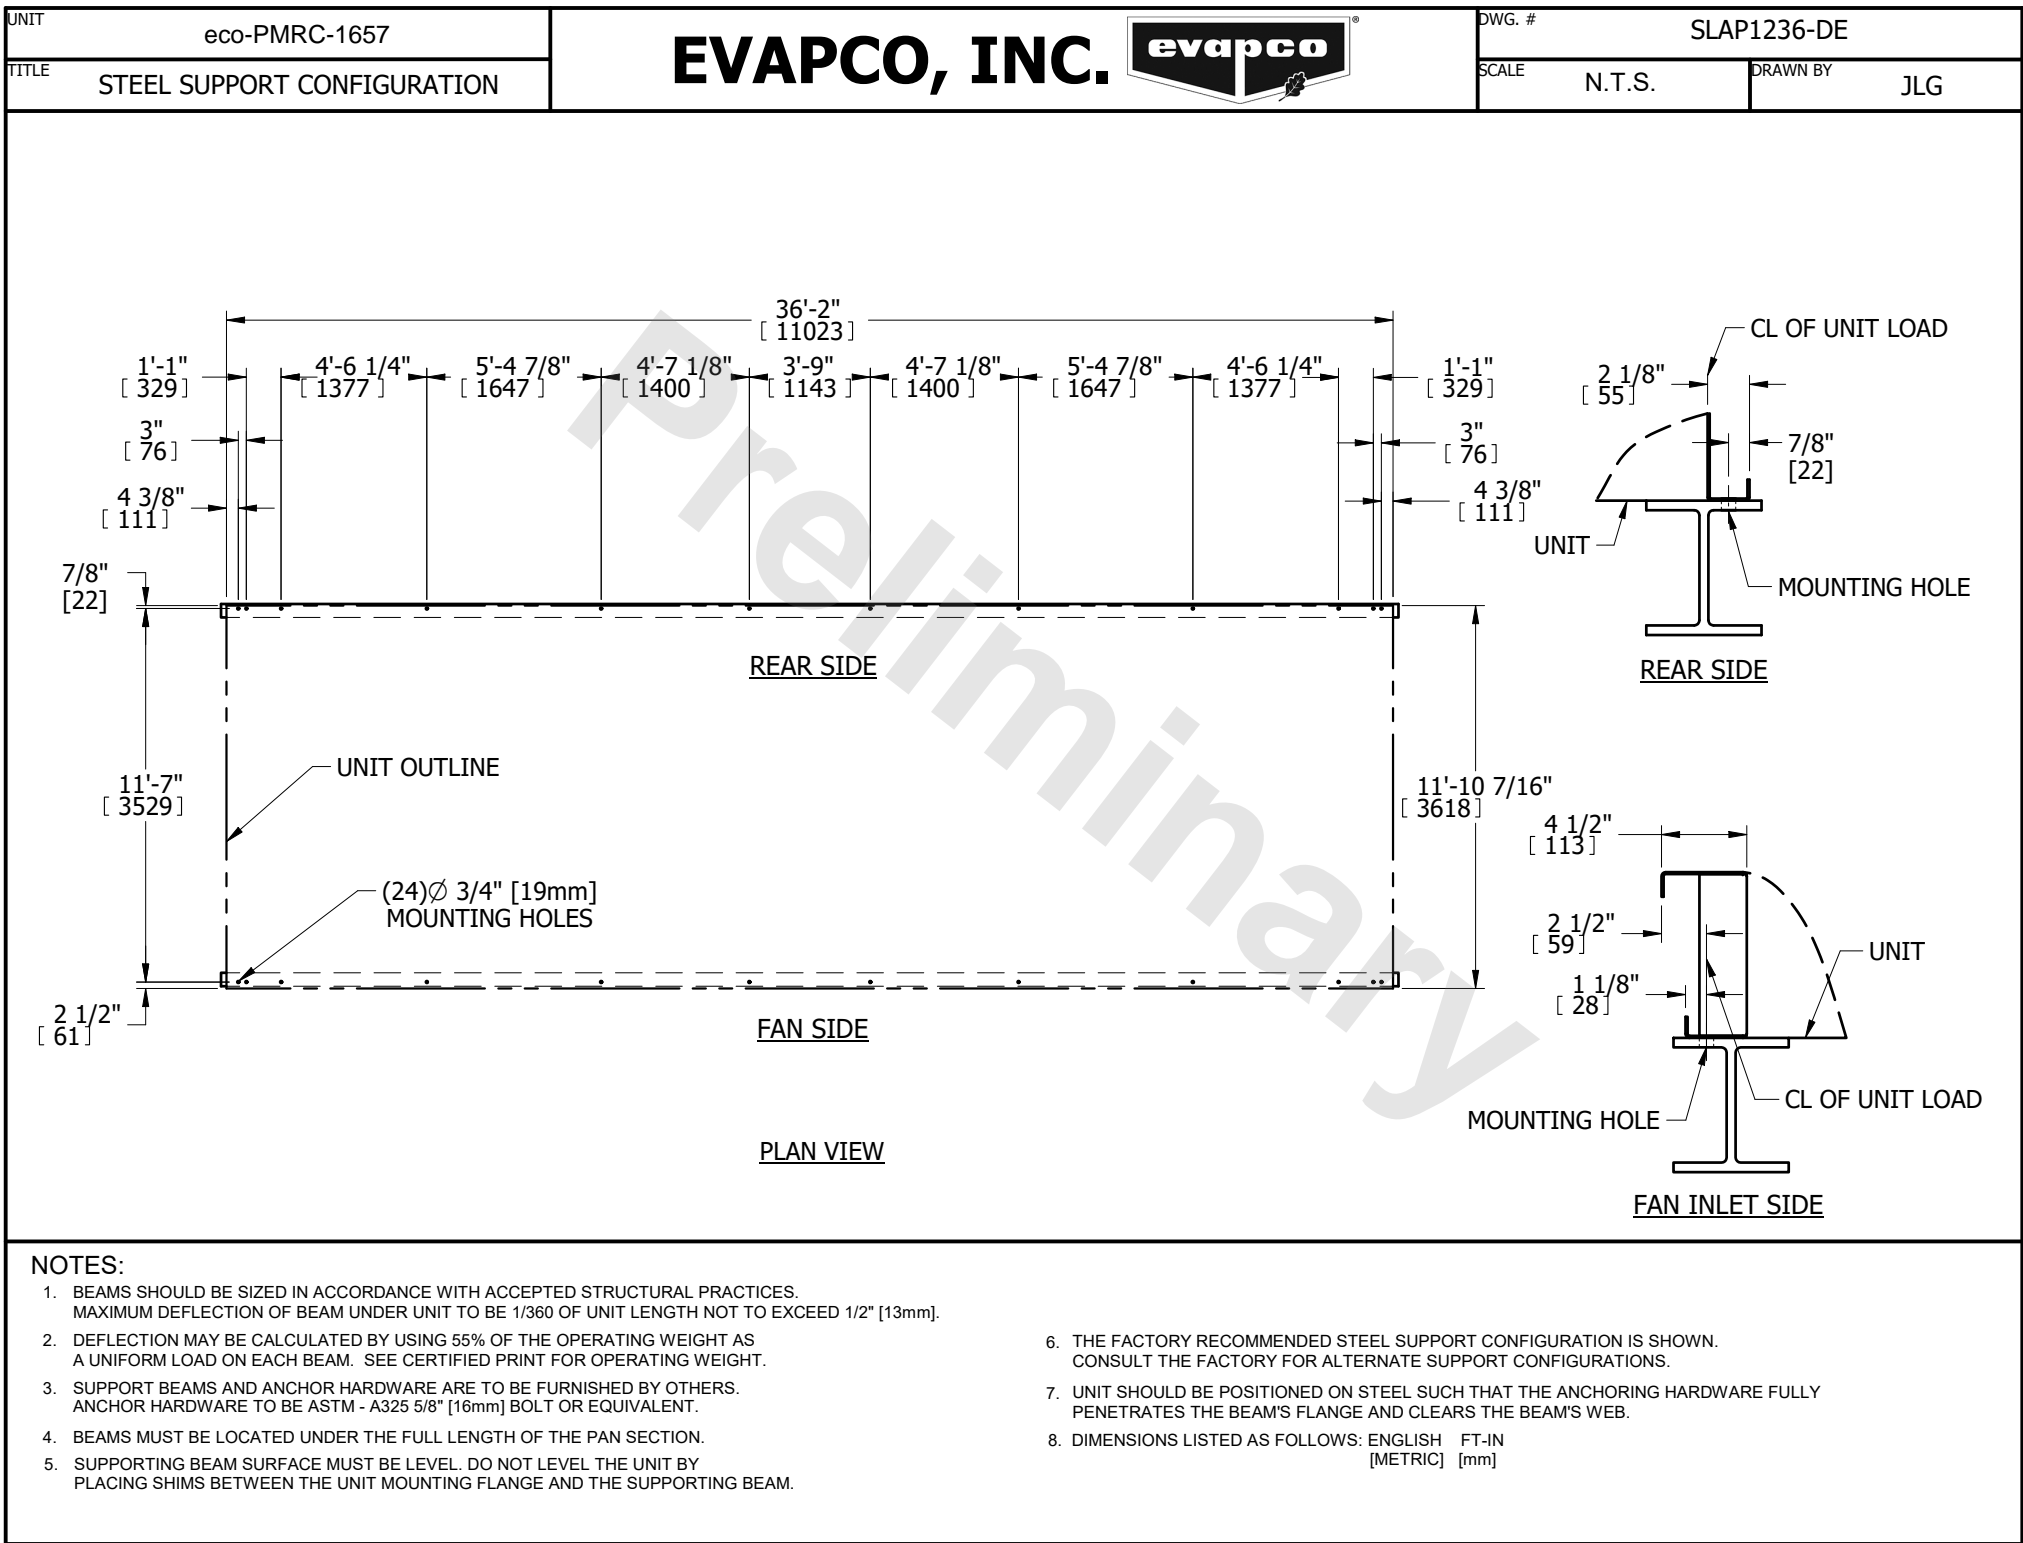 UNIT
eco-PMRC-1657
TITLE
STEEL SUPPORT CONFIGURATION
EVAPCO, INC.
evapco
®
DWG. #
SLAP1236-DE
SCALE
N.T.S.
DRAWN BY
JLG
36'-2"
[ 11023 ]
1'-1"
[ 329 ]
4'-6 1/4"
[ 1377 ]
5'-4 7/8"
[ 1647 ]
4'-7 1/8"
[ 1400 ]
3'-9"
[ 1143 ]
4'-7 1/8"
[ 1400 ]
5'-4 7/8"
[ 1647 ]
4'-6 1/4"
[ 1377 ]
1'-1"
[ 329 ]
3"
[ 76 ]
3"
[ 76 ]
4 3/8"
[ 111 ]
4 3/8"
[ 111 ]
7/8"
[22]
REAR SIDE
11'-7"
[ 3529 ]
UNIT OUTLINE
11'-10 7/16"
[ 3618 ]
(24)Ø 3/4" [19mm]
MOUNTING HOLES
2 1/2"
[ 61 ]
FAN SIDE
PLAN VIEW
Preliminary
CL OF UNIT LOAD
2 1/8"
[ 55 ]
7/8"
[22]
UNIT
MOUNTING HOLE
REAR SIDE
4 1/2"
[ 113 ]
2 1/2"
[ 59 ]
UNIT
1 1/8"
[ 28 ]
CL OF UNIT LOAD
MOUNTING HOLE
FAN INLET SIDE
NOTES:
1. BEAMS SHOULD BE SIZED IN ACCORDANCE WITH ACCEPTED STRUCTURAL PRACTICES.
MAXIMUM DEFLECTION OF BEAM UNDER UNIT TO BE 1/360 OF UNIT LENGTH NOT TO EXCEED 1/2" [13mm].
2. DEFLECTION MAY BE CALCULATED BY USING 55% OF THE OPERATING WEIGHT AS
A UNIFORM LOAD ON EACH BEAM. SEE CERTIFIED PRINT FOR OPERATING WEIGHT.
3. SUPPORT BEAMS AND ANCHOR HARDWARE ARE TO BE FURNISHED BY OTHERS.
ANCHOR HARDWARE TO BE ASTM - A325 5/8" [16mm] BOLT OR EQUIVALENT.
4. BEAMS MUST BE LOCATED UNDER THE FULL LENGTH OF THE PAN SECTION.
5. SUPPORTING BEAM SURFACE MUST BE LEVEL. DO NOT LEVEL THE UNIT BY
PLACING SHIMS BETWEEN THE UNIT MOUNTING FLANGE AND THE SUPPORTING BEAM.
6. THE FACTORY RECOMMENDED STEEL SUPPORT CONFIGURATION IS SHOWN.
CONSULT THE FACTORY FOR ALTERNATE SUPPORT CONFIGURATIONS.
7. UNIT SHOULD BE POSITIONED ON STEEL SUCH THAT THE ANCHORING HARDWARE FULLY
PENETRATES THE BEAM'S FLANGE AND CLEARS THE BEAM'S WEB.
8. DIMENSIONS LISTED AS FOLLOWS: ENGLISH FT-IN
[METRIC] [mm]